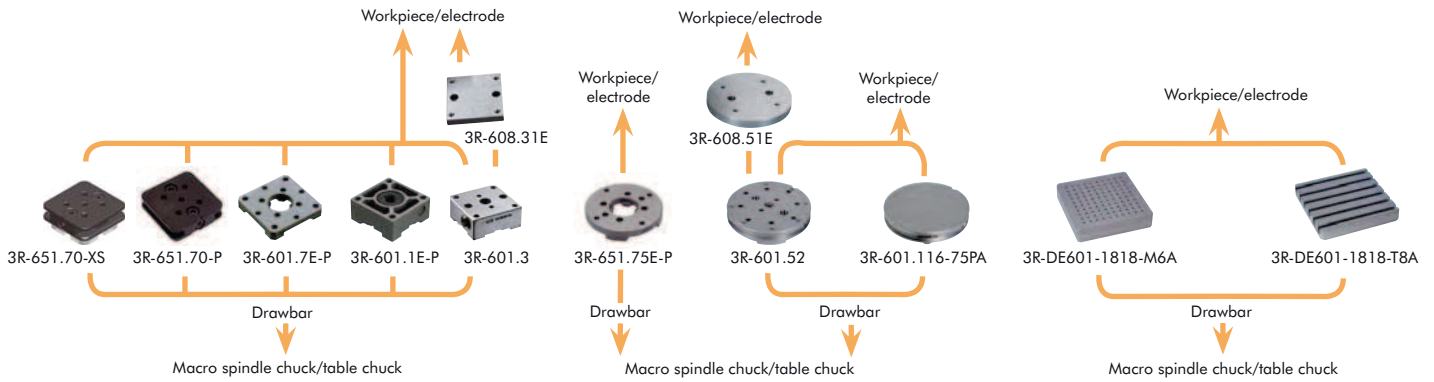 Workpiece/electrode
3R-608.31E
3R-651.70-XS
3R-651.70-P
3R-601.7E-P
3R-601.1E-P
3R-601.3
Drawbar
Macro spindle chuck/table chuck
Workpiece/
electrode
3R-651.75E-P
Drawbar
Workpiece/electrode
3R-608.51E
Workpiece/
electrode
3R-601.52
3R-601.116-75PA
Drawbar
Macro spindle chuck/table chuck
Workpiece/electrode
3R-DE601-1818-M6A
3R-DE601-1818-T8A
Drawbar
Macro spindle chuck/table chuck